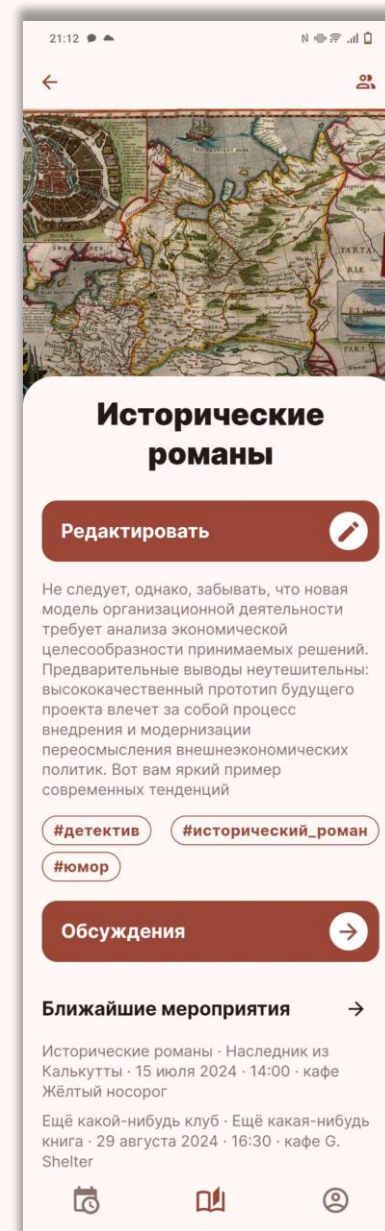 21:12
Исторические
романы
Редактировать
Не следует, однако, забывать, что новая
модель организационной деятельности
требует анализа экономической
целесообразности принимаемых решений.
Предварительные выводы неутешительны:
высококачественный прототип будущего
проекта влечет за собой процесс
внедрения и модернизации
переосмысления внешнеэкономических
политик. Вот вам яркий пример
современных тенденций
#детектив #исторический_роман
#юмор
Обсуждения
Ближайшие мероприятия
Исторические романы · Наследник из
Калькутты · 15 июля 2024 · 14:00 · кафе
Жёлтый носорог
Ещё какой-нибудь клуб · Ещё какая-нибудь
книга · 29 августа 2024 · 16:30 · кафе G.
Shelter